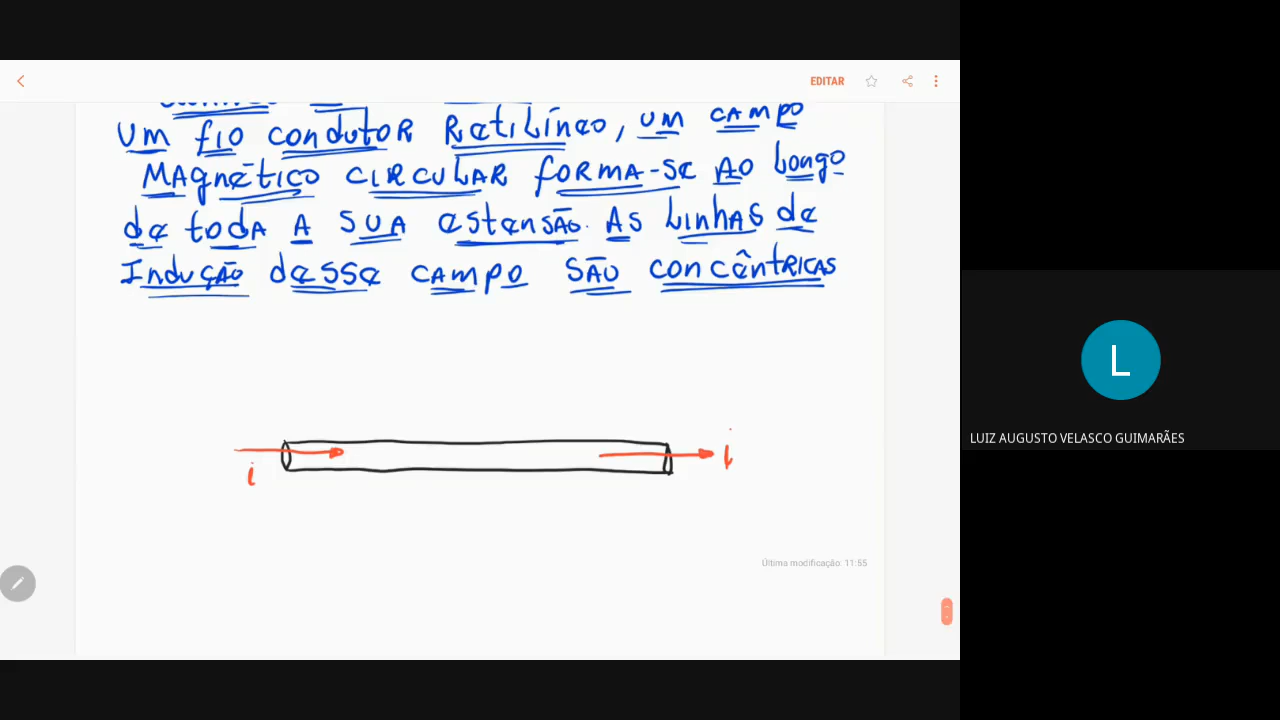 EDITAR
UM fIO CONDUTOR RetILÍNeO, UM CAMPO
MAgnético CIRCULAR fORMA-Se AO Longo
de toda A SUA estensão. As LINHAS de
Indução desse CAMPO SÃO CONCÊNTRICAS
i
i
Última modificação: 11:55
L
LUIZ AUGUSTO VELASCO GUIMARÃES